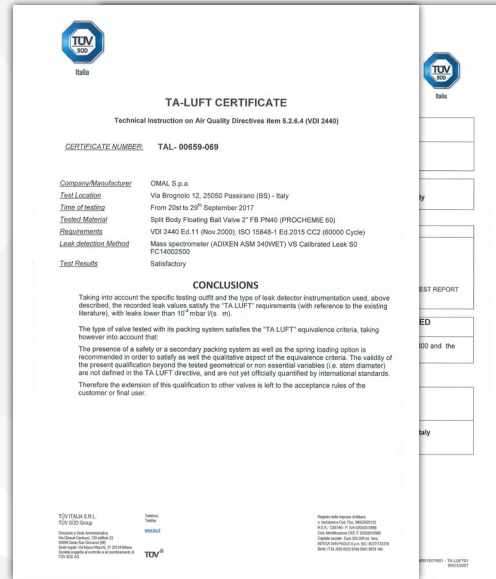 TÜV
SÜD
Italia
TA-LUFT CERTIFICATE
Technical Instruction on Air Quality Directives item 5.2.6.4 (VDI 2440)
CERTIFICATE NUMBER: TAL- 00659-069
Company/Manufacturer OMAL S.p.a.
Test Location Via Brognolo 12, 25050 Passirano (BS) - Italy
Time of testing From 20st to 29th September 2017
Tested Material Split Body Floating Ball Valve 2" FB PN40 (PROCHEMIE 60)
Requirements VDI 2440 Ed.11 (Nov.2000); ISO 15848-1 Ed.2015 CC2 (60000 Cycle)
Leak detection Method Mass spectrometer (ADIXEN ASM 340WET) VS Calibrated Leak S0
FC14002500
Test Results Satisfactory
CONCLUSIONS
Taking into account the specific testing outfit and the type of leak detector instrumentation used, above
described, the recorded leak values satisfy the "TA LUFT" requirements (with reference to the existing
literature), with leaks lower than 10-4 mbar l/(s m).
The type of valve tested with its packing system satisfies the "TA LUFT" equivalence criteria, taking
however into account that:
The presence of a safety or a secondary packing system as well as the spring loading option is
recommended in order to satisfy as well the qualitative aspect of the equivalence criteria. The validity of
the present qualification beyond the tested geometrical or non essential variables (i.e. stem diameter)
are not defined in the TA LUFT directive, and are not yet officially quantified by international standards.
Therefore the extension of this qualification to other valves is left to the acceptance rules of the
customer or final user.
TÜV ITALIA S.R.L.
TÜV SÜD Group
Telefono
Telefax
TÜV®
TÜV
SÜD
Italia
ly
EST REPORT
ED
000 and the
taly